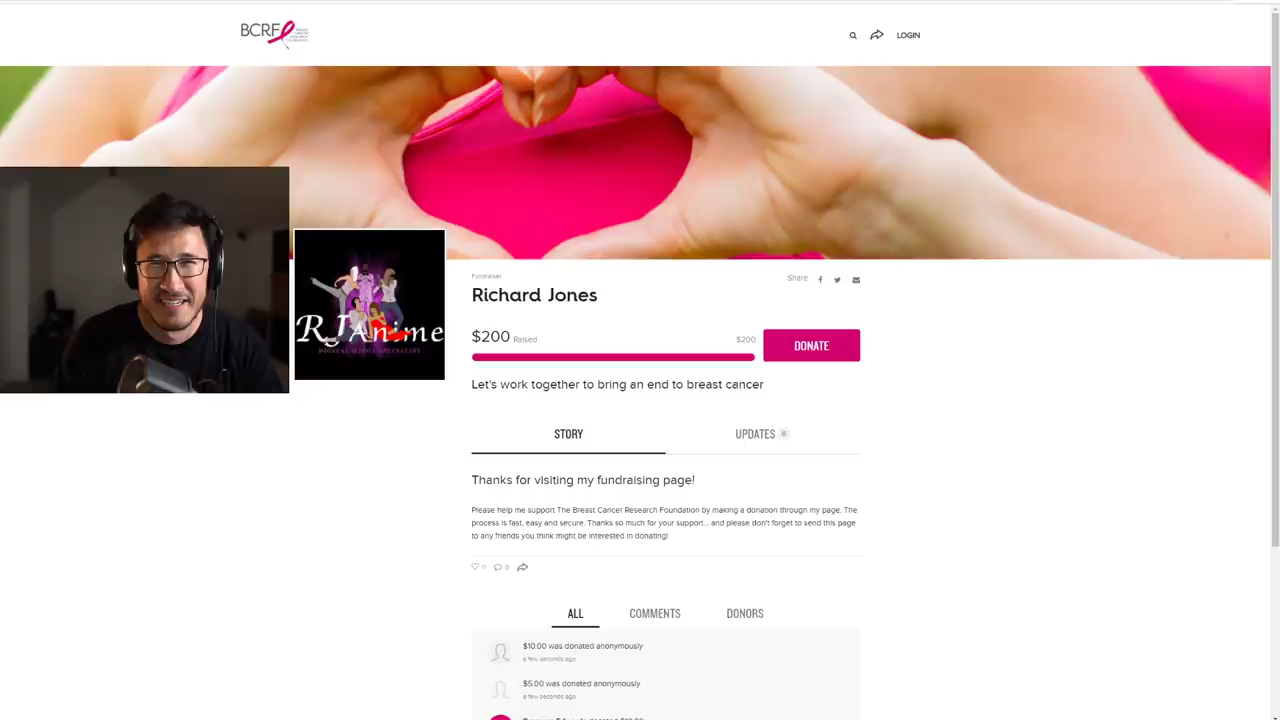 BCRF
LOGIN
Fundraiser
Richard Jones
Share
$200 Raised
$200
DONATE
RJAnime
DIGITAL MEDIA SPECIALIST
Let's work together to bring an end to breast cancer
STORY
UPDATES 0
Thanks for visiting my fundraising page!
Please help me support The Breast Cancer Research Foundation by making a donation through my page. The
process is fast, easy and secure. Thanks so much for your support... and please don't forget to send this page
to any friends you think might be interested in donating!
0 0
ALL
COMMENTS
DONORS
$10.00 was donated anonymously
a few seconds ago
$5.00 was donated anonymously
a few seconds ago